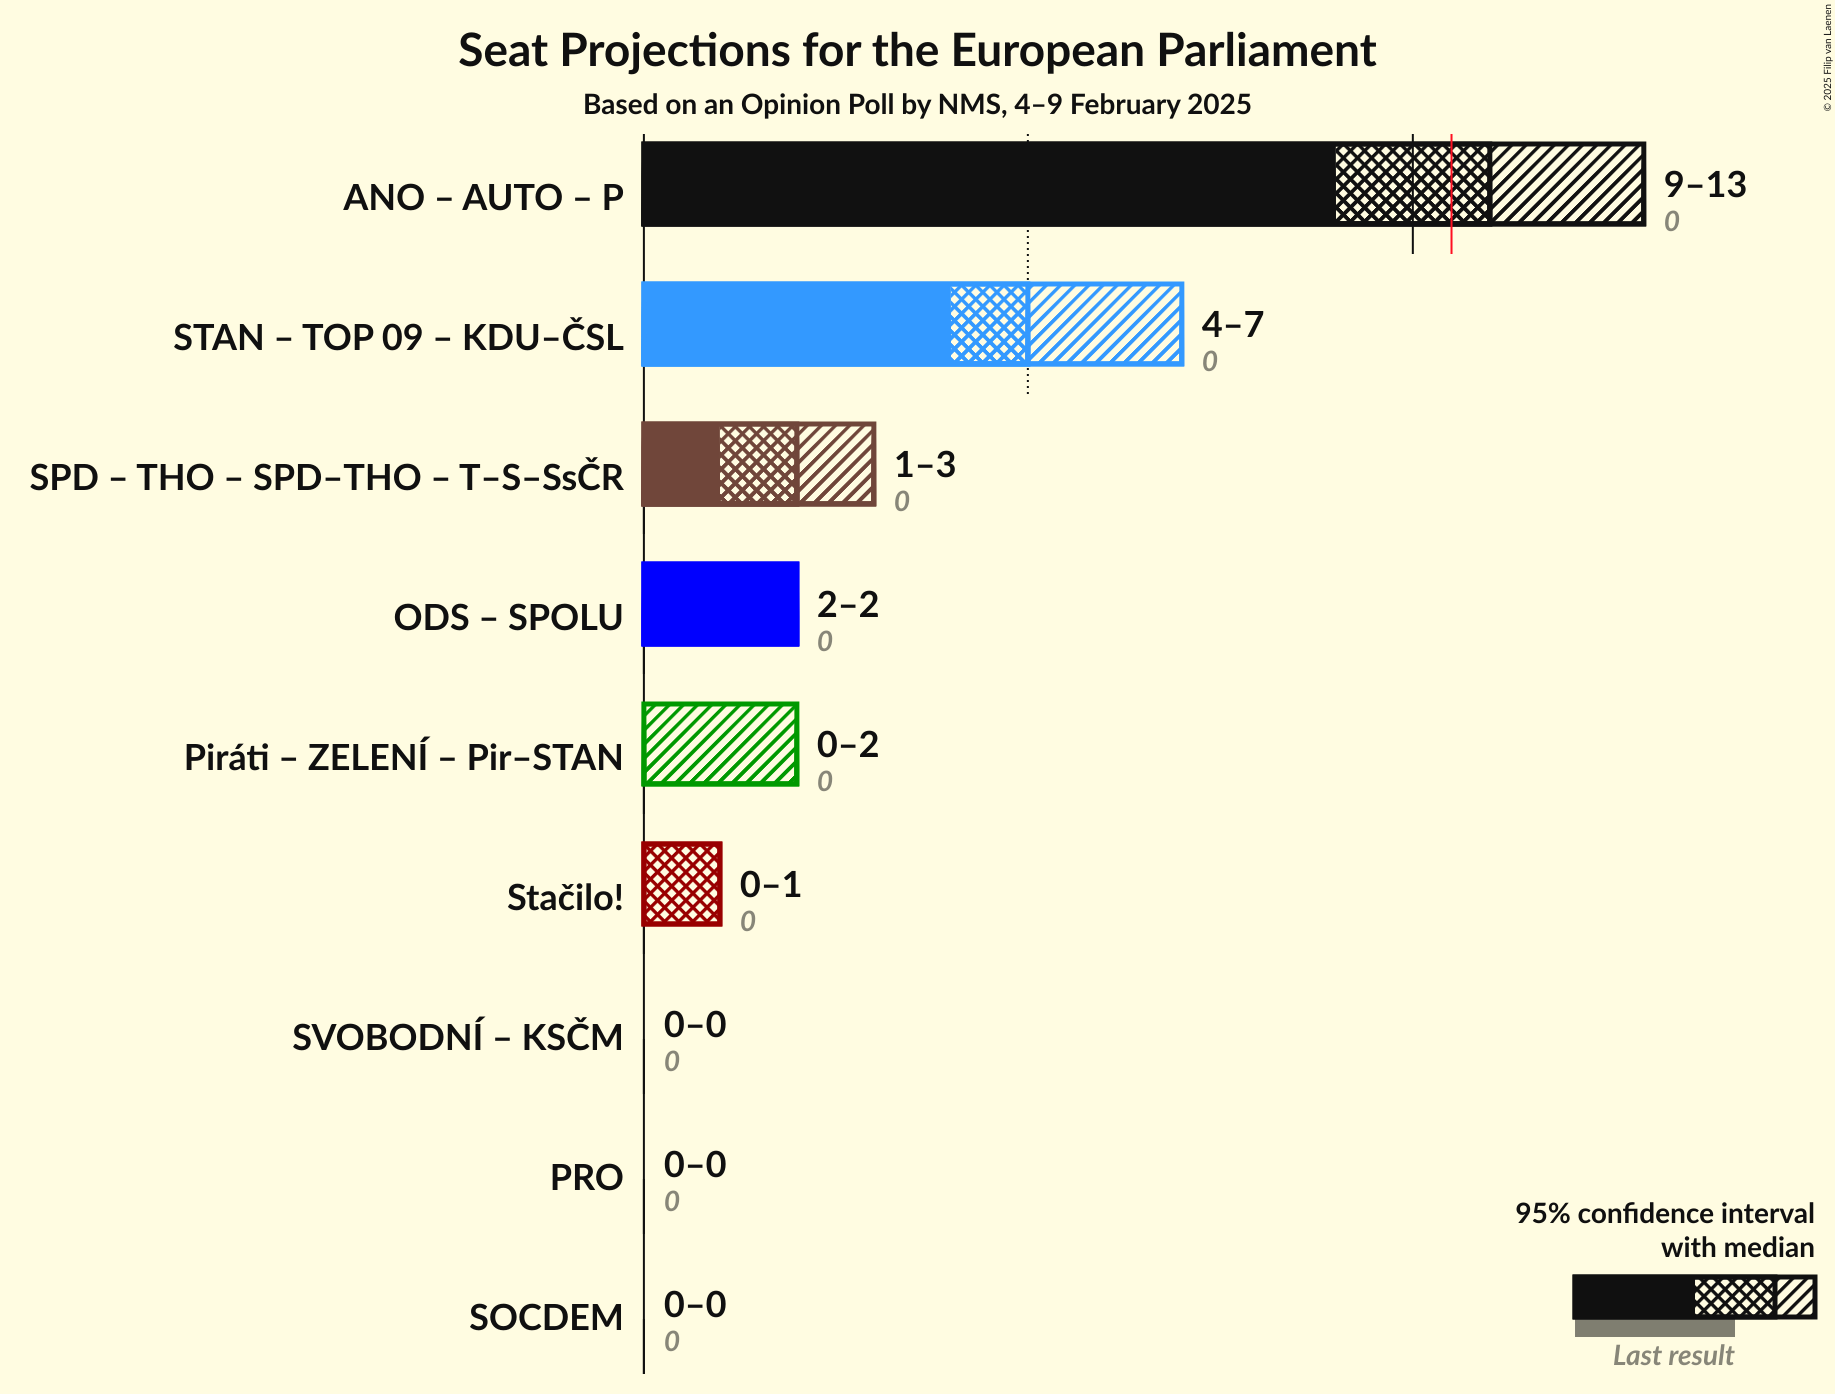 Seat Projections for the European Parliament
Based on an Opinion Poll by NMS, 4–9 February 2025
© 2025 Filip van Laenen
ANO – AUTO – P
9–13
0
STAN – TOP 09 – KDU–ČSL
4–7
0
SPD – THO – SPD–THO – T–S–SsČR
1–3
0
ODS – SPOLU
2–2
0
Piráti – ZELENÍ – Pir–STAN
0–2
0
Stačilo!
0–1
0
SVOBODNÍ – KSČM
0–0
0
PRO
0–0
0
SOCDEM
0–0
0
95% confidence interval
with median
Last result